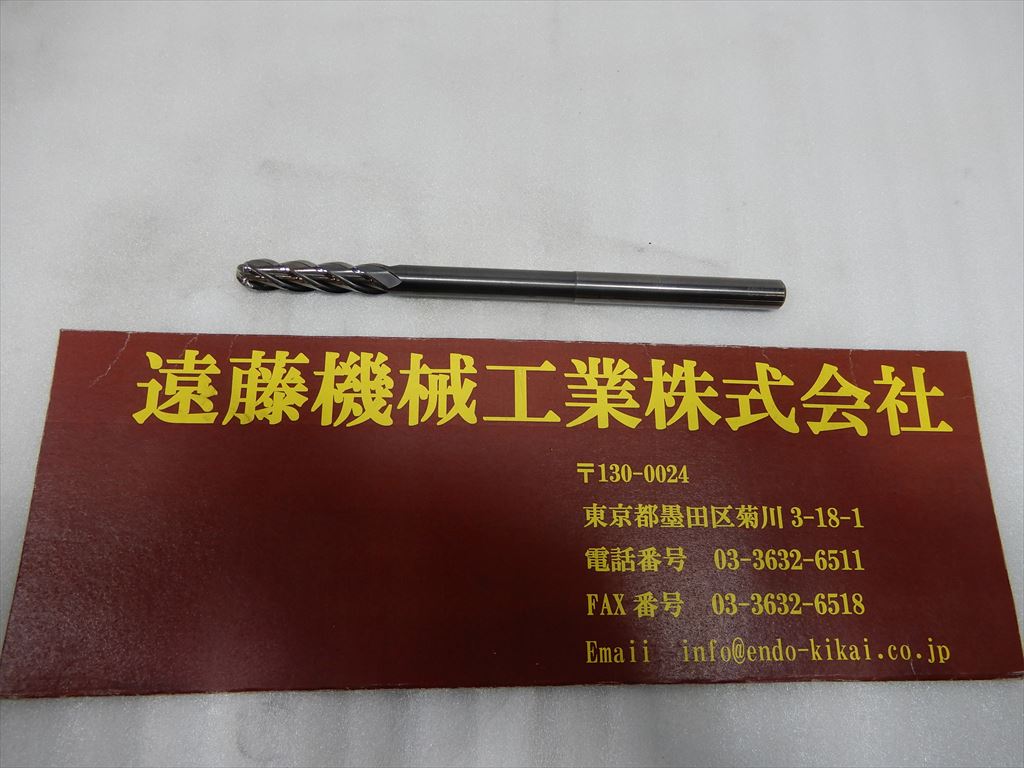 遠藤機械工業株式会社
〒130-0024
東京都墨田区菊川 3-18-1
電話番号 03-3632-6511
FAX 番号 03-3632-6518
Emaii info@endo-kikai.co.jp